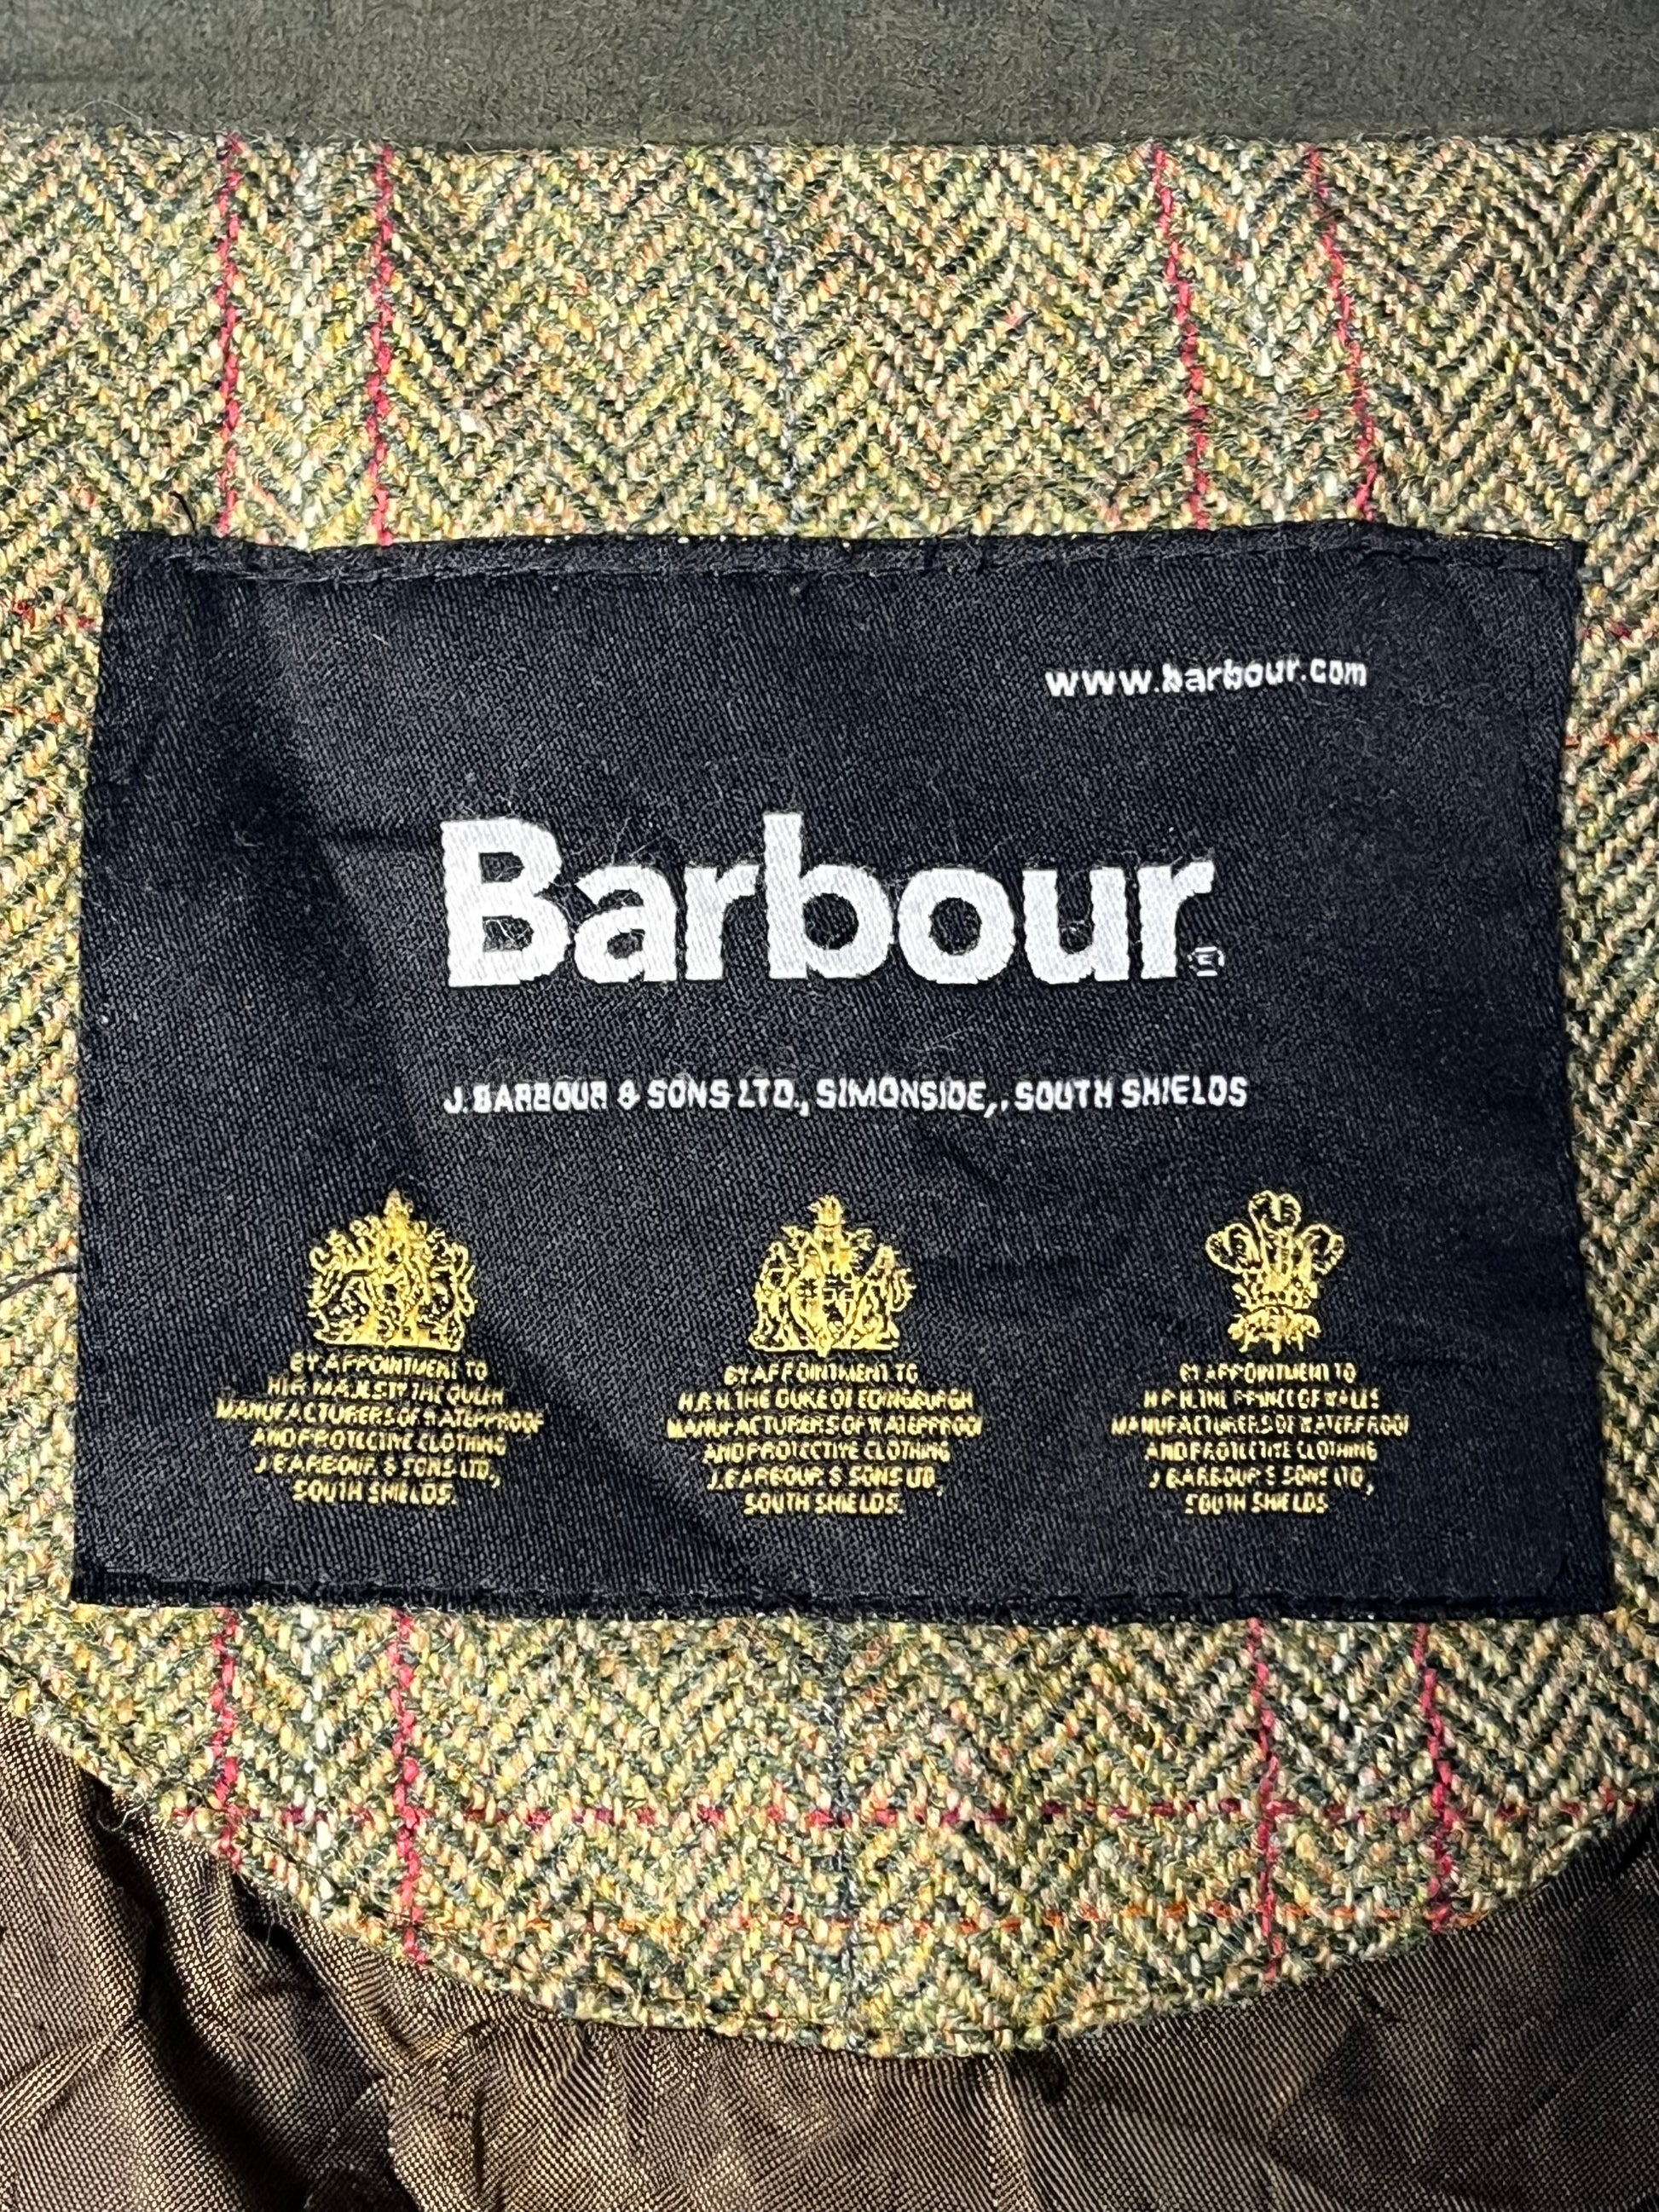 www.barbour.com
Barbour®
J. BARBOUR & SONS LTD., SIMONSIDE,, SOUTH SHIELDS
BY APPOINTMENT TO
HER MAJESTY THE QUEEN
MANUFACTURERS OF WATERPROOF
AND PROTECTIVE CLOTHING
J. BARBOUR & SONS LTD,
SOUTH SHIELDS.
BY APPOINTMENT TO
H.R.H. THE DUKE OF EDINBURGH
MANUFACTURERS OF WATERPROOF
AND PROTECTIVE CLOTHING
J. BARBOUR & SONS LTD,
SOUTH SHIELDS.
BY APPOINTMENT TO
H.R.H. THE PRINCE OF WALES
MANUFACTURERS OF WATERPROOF
AND PROTECTIVE CLOTHING
J BARBOUR & SONS LTD,
SOUTH SHIELDS